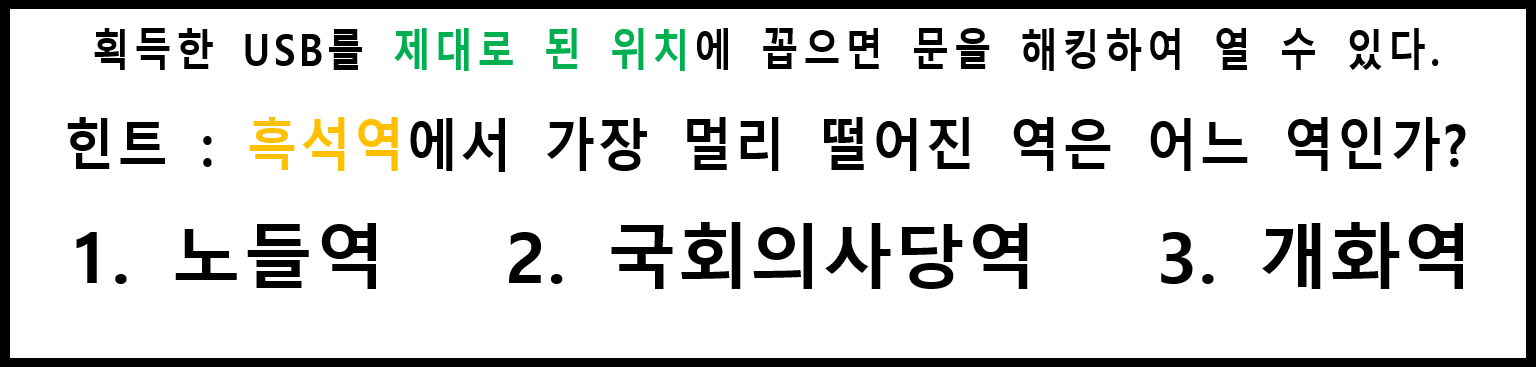 획득한 USB를 제대로 된 위치에 꼽으면 문을 해킹하여 열 수 있다.
힌트 : 흑석역에서 가장 멀리 떨어진 역은 어느 역인가?
1. 노들역 2. 국회의사당역 3. 개화역